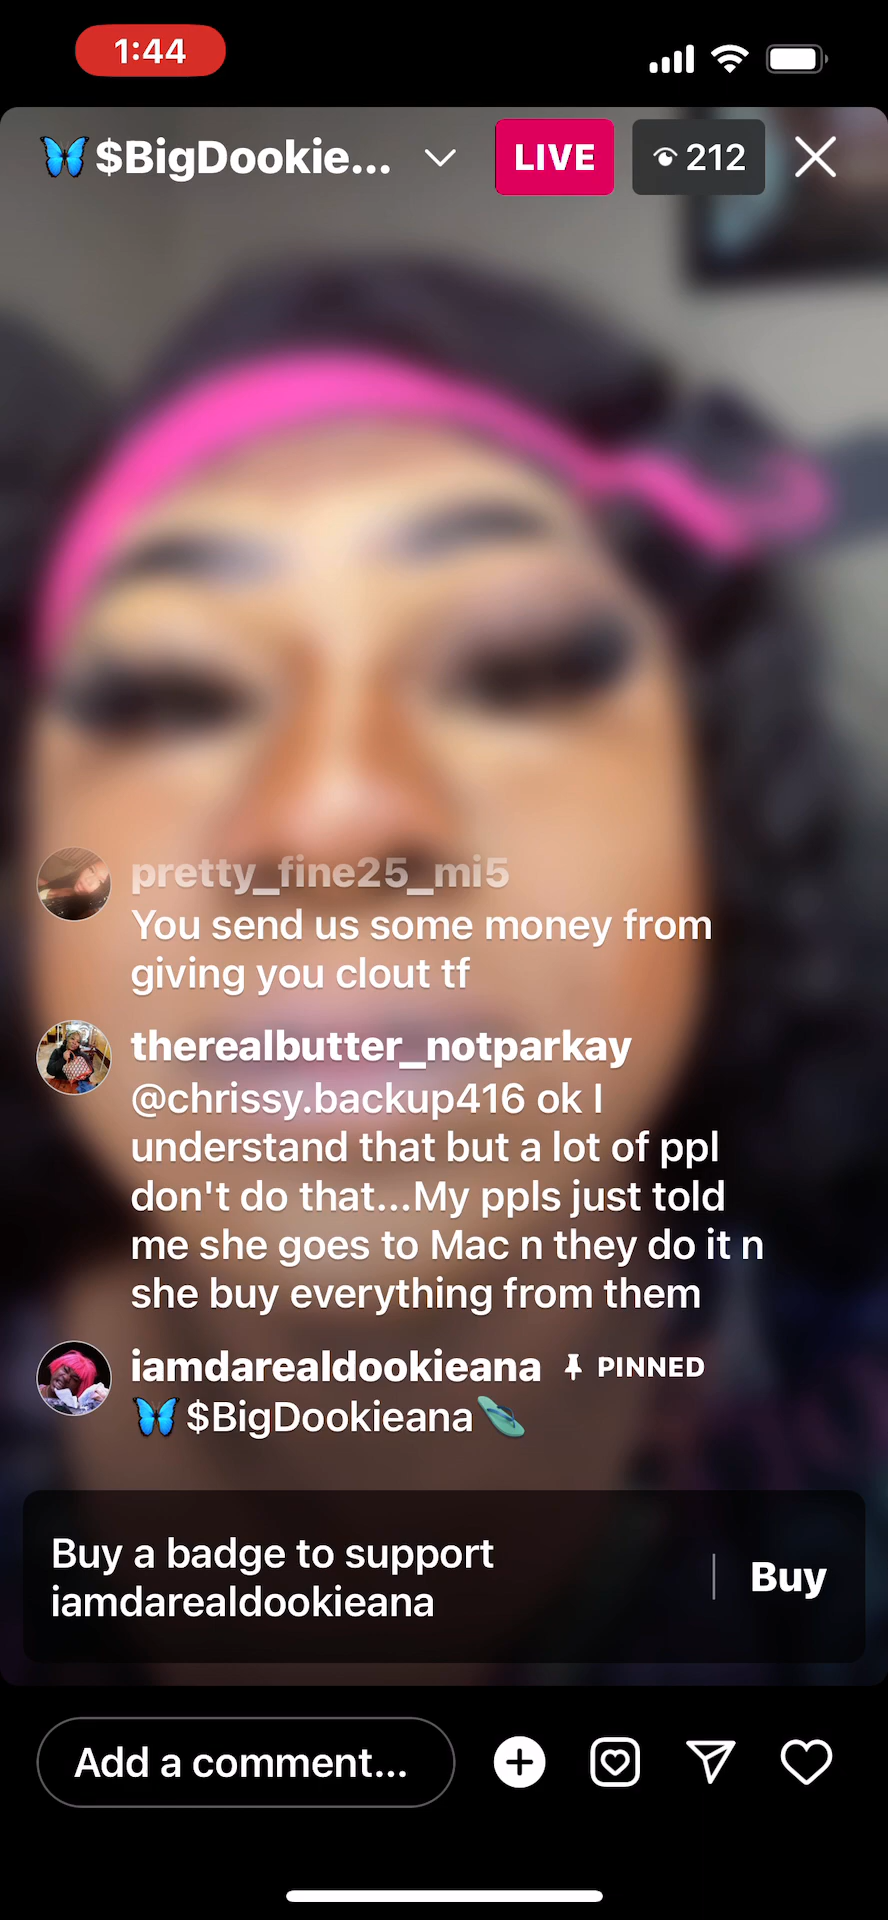 1:44
🦋$BigDookie...
LIVE
212
pretty_fine25_mi5
You send us some money from
giving you clout tf
therealbutter_notparkay
@chrissy.backup416 ok I
understand that but a lot of ppl
don't do that...My ppls just told
me she goes to Mac n they do it n
she buy everything from them
iamdarealdookieana PINNED
🦋$BigDookieana🩴
Buy a badge to support
iamdarealdookieana
Buy
Add a comment...